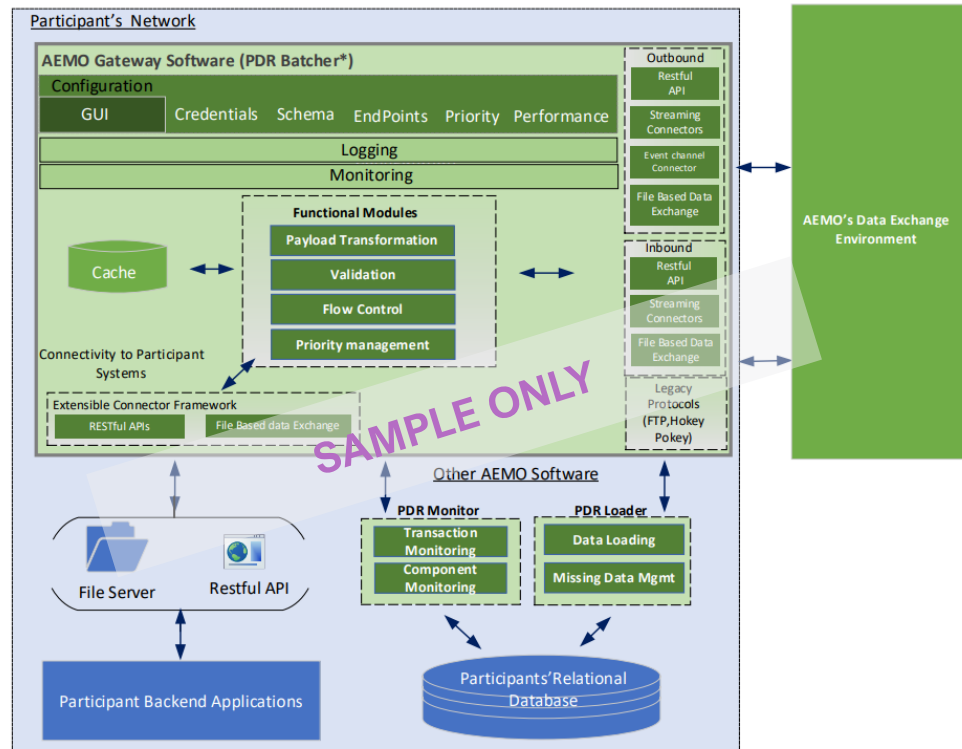 Participant's Network
AEMO Gateway Software (PDR Batcher*)
Configuration
GUI
Credentials
Schema
EndPoints
Priority
Performance
Logging
Monitoring
Functional Modules
Payload Transformation
Validation
Flow Control
Priority management
Cache
Connectivity to Participant
Systems
Extensible Connector Framework
RESTful APIs
File Based data Exchange
Outbound
Restful
API
Streaming
Connectors
Event channel
Connector
File Based Data
Exchange
Inbound
Restful
API
Streaming
Connectors
File Based Data
Exchange
Legacy
Protocols
(FTP,Hokey
Pokey)
AEMO's Data Exchange
Environment
SAMPLE ONLY
Other AEMO Software
PDR Monitor
Transaction
Monitoring
Component
Monitoring
PDR Loader
Data Loading
Missing Data Mgmt
File Server
Restful API
Participant Backend Applications
Participants'Relational
Database